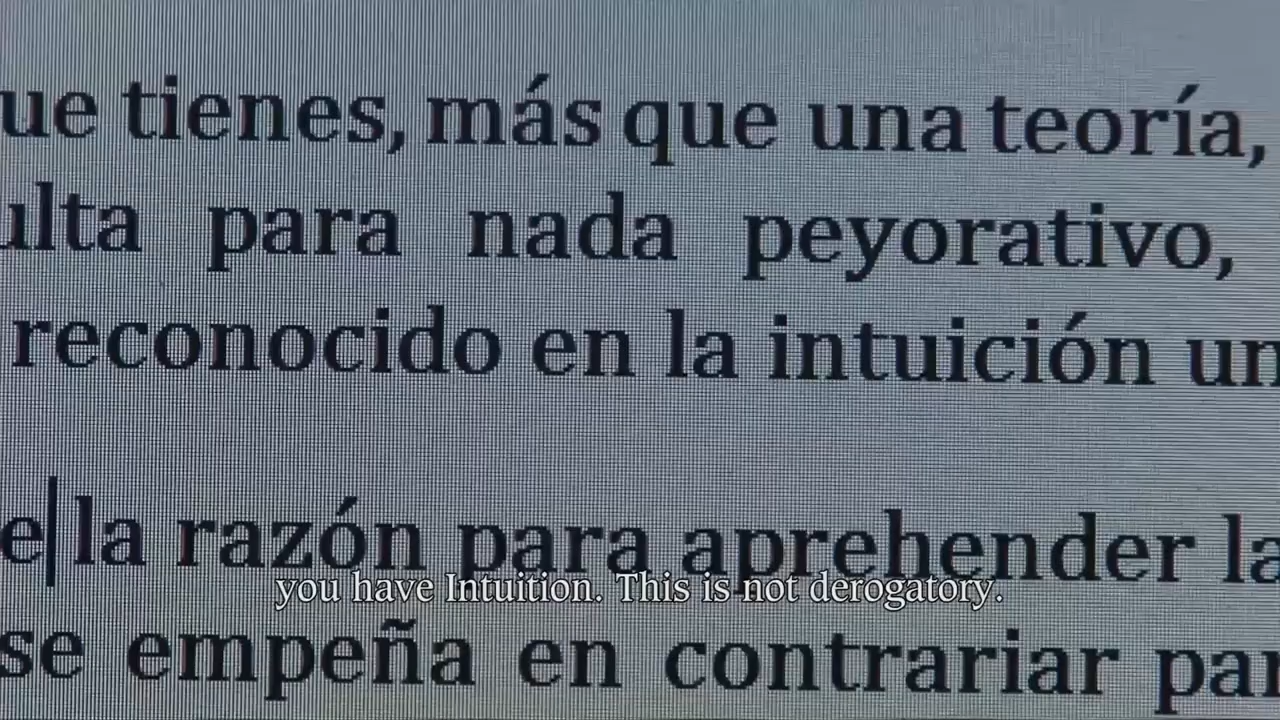 ue tienes, más que una teoría,
ulta para nada peyorativo,
reconocido en la intuición un
e la razón para aprehender la
you have Intuition. This is not derogatory.
se empeña en contrariar par